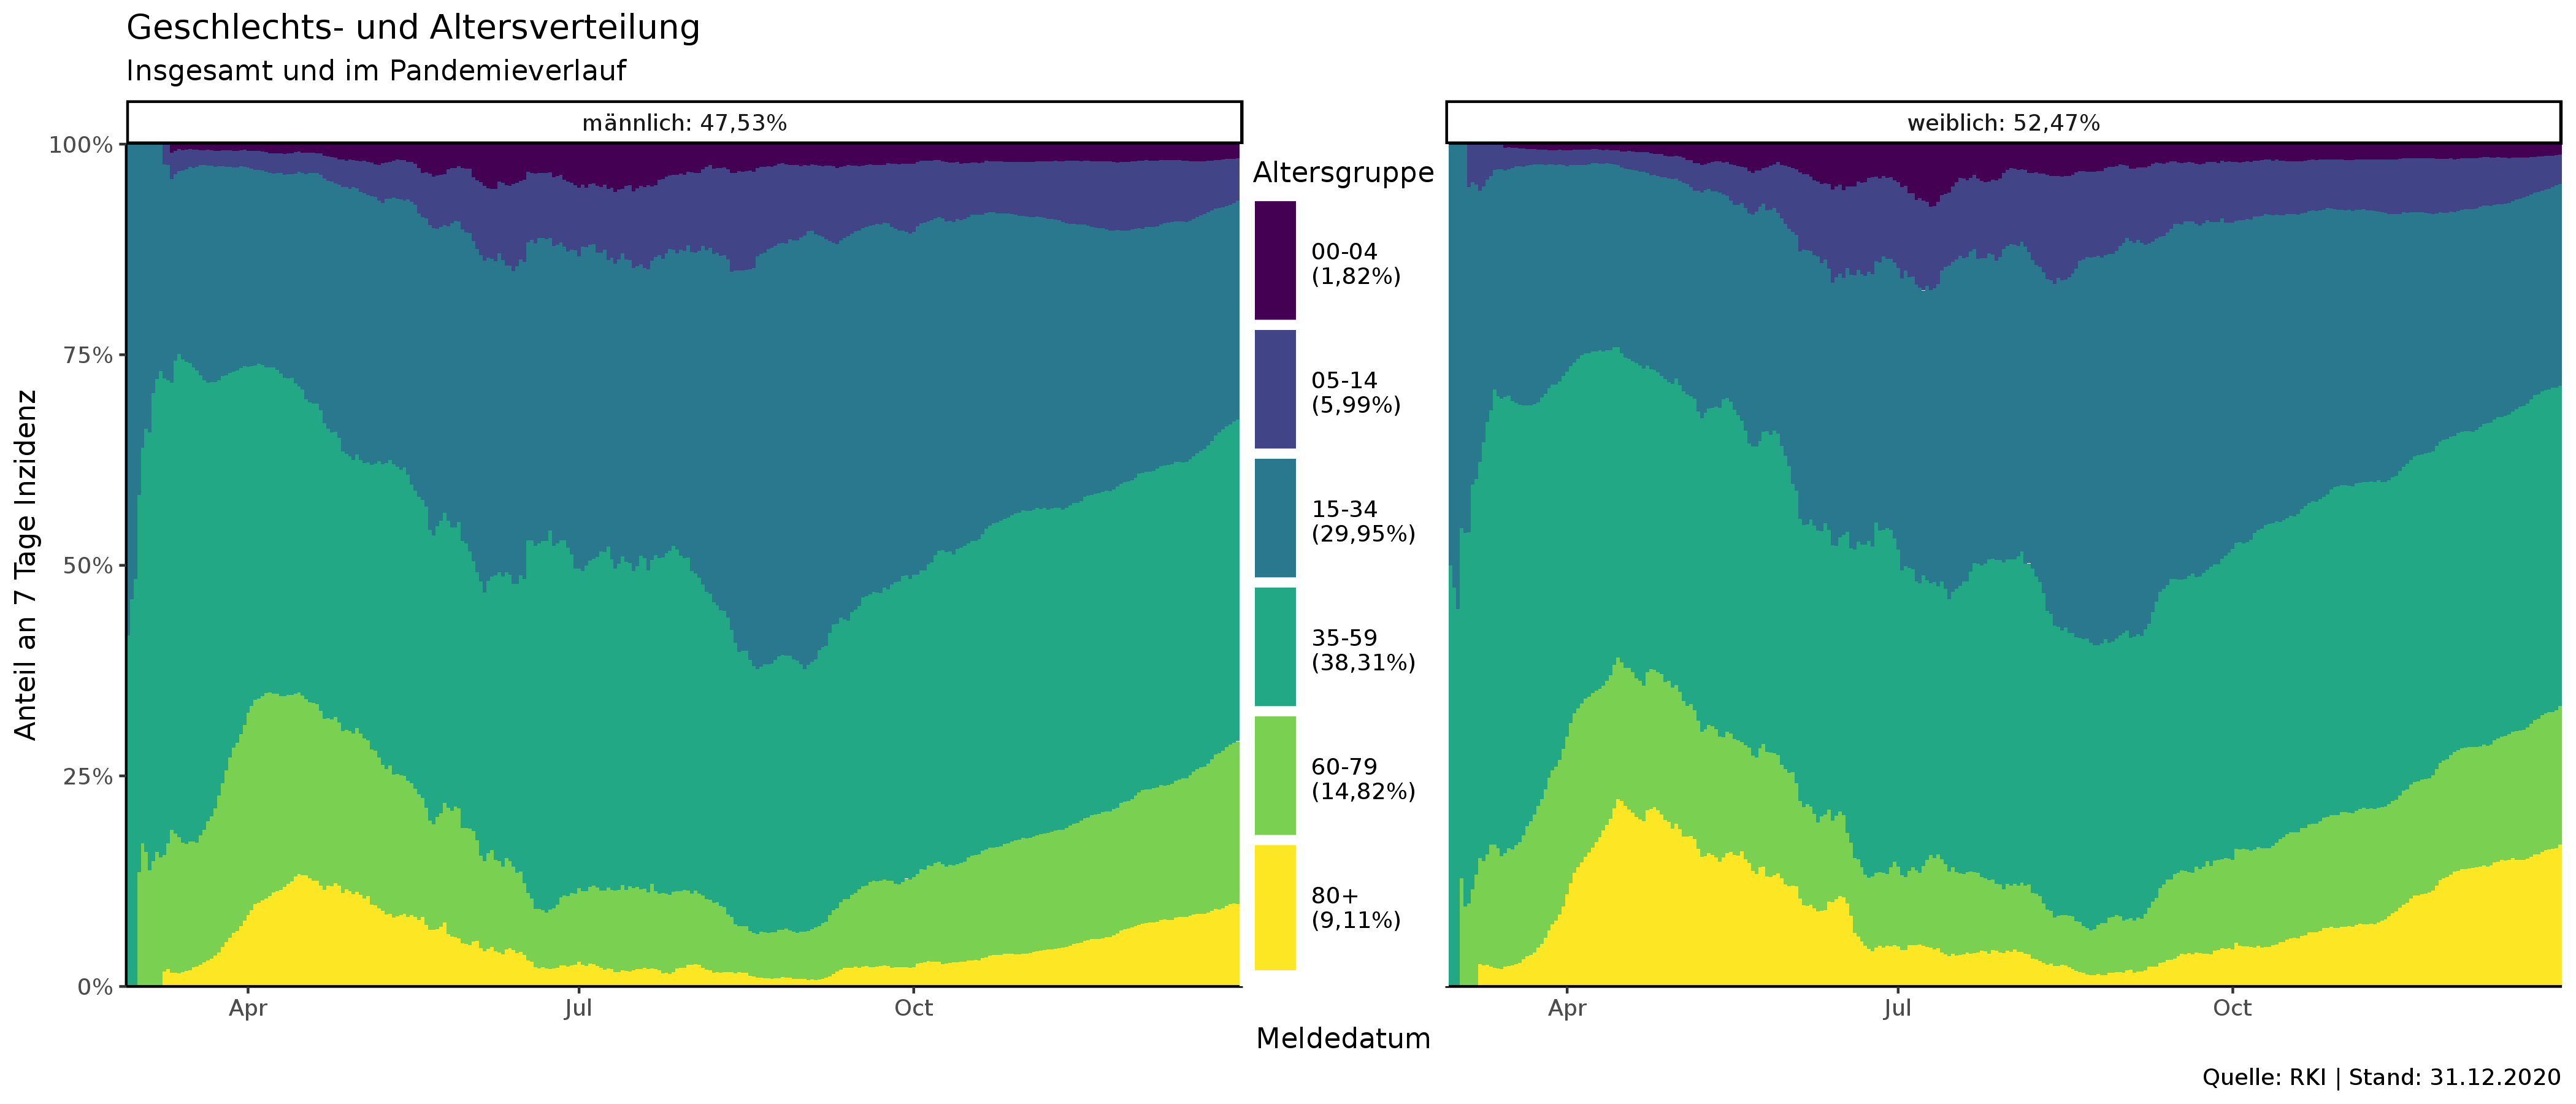 Geschlechts- und Altersverteilung
Insgesamt und im Pandemieverlauf
männlich: 47,53%
weiblich: 52,47%
Anteil an 7 Tage Inzidenz
100%
75%
50%
25%
0%
Apr
Jul
Oct
Altersgruppe
00-04
(1,82%)
05-14
(5,99%)
15-34
(29,95%)
35-59
(38,31%)
60-79
(14,82%)
80+
(9,11%)
Apr
Jul
Oct
Meldedatum
Quelle: RKI | Stand: 31.12.2020